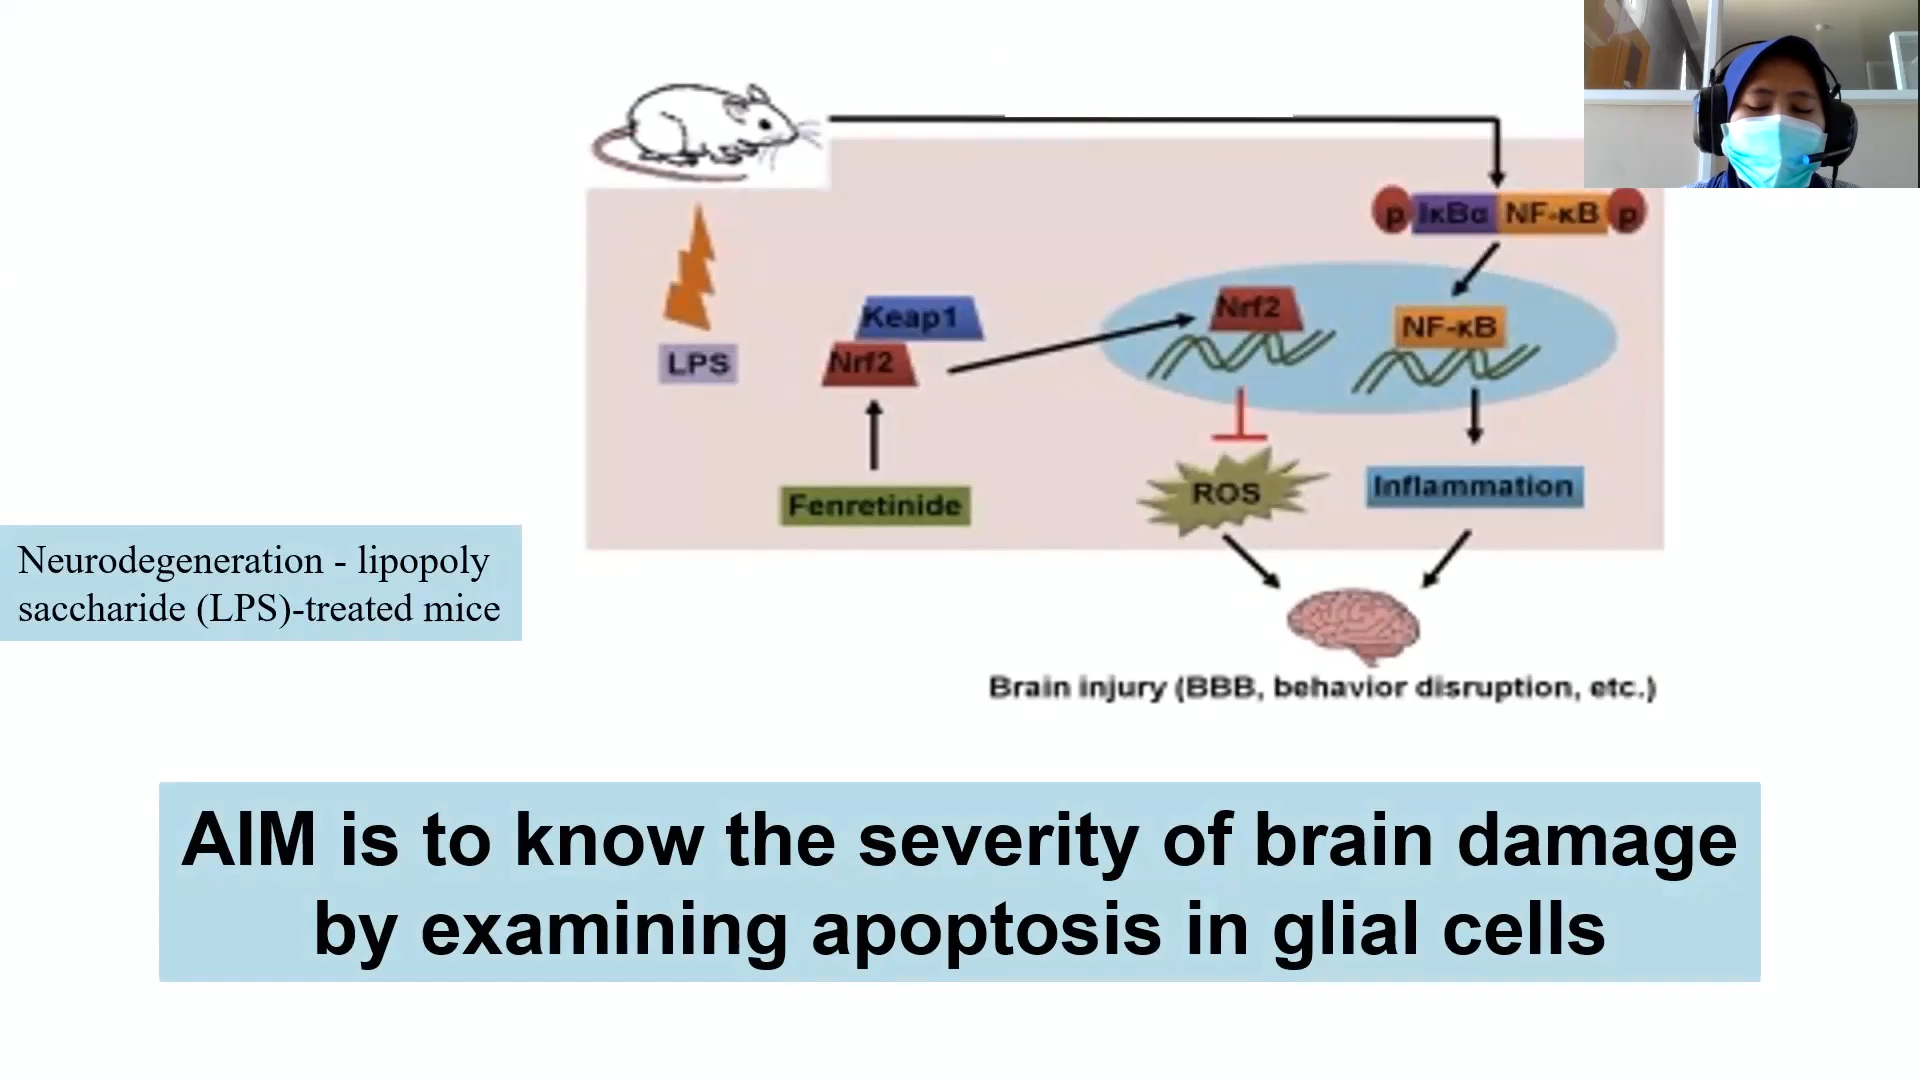 p IκBα NF-κB p
Keap1
Nrf2
Nrf2
NF-κB
LPS
Fenretinide
ROS
Inflammation
Neurodegeneration - lipopoly
saccharide (LPS)-treated mice
Brain injury (BBB, behavior disruption, etc.)
AIM is to know the severity of brain damage
by examining apoptosis in glial cells